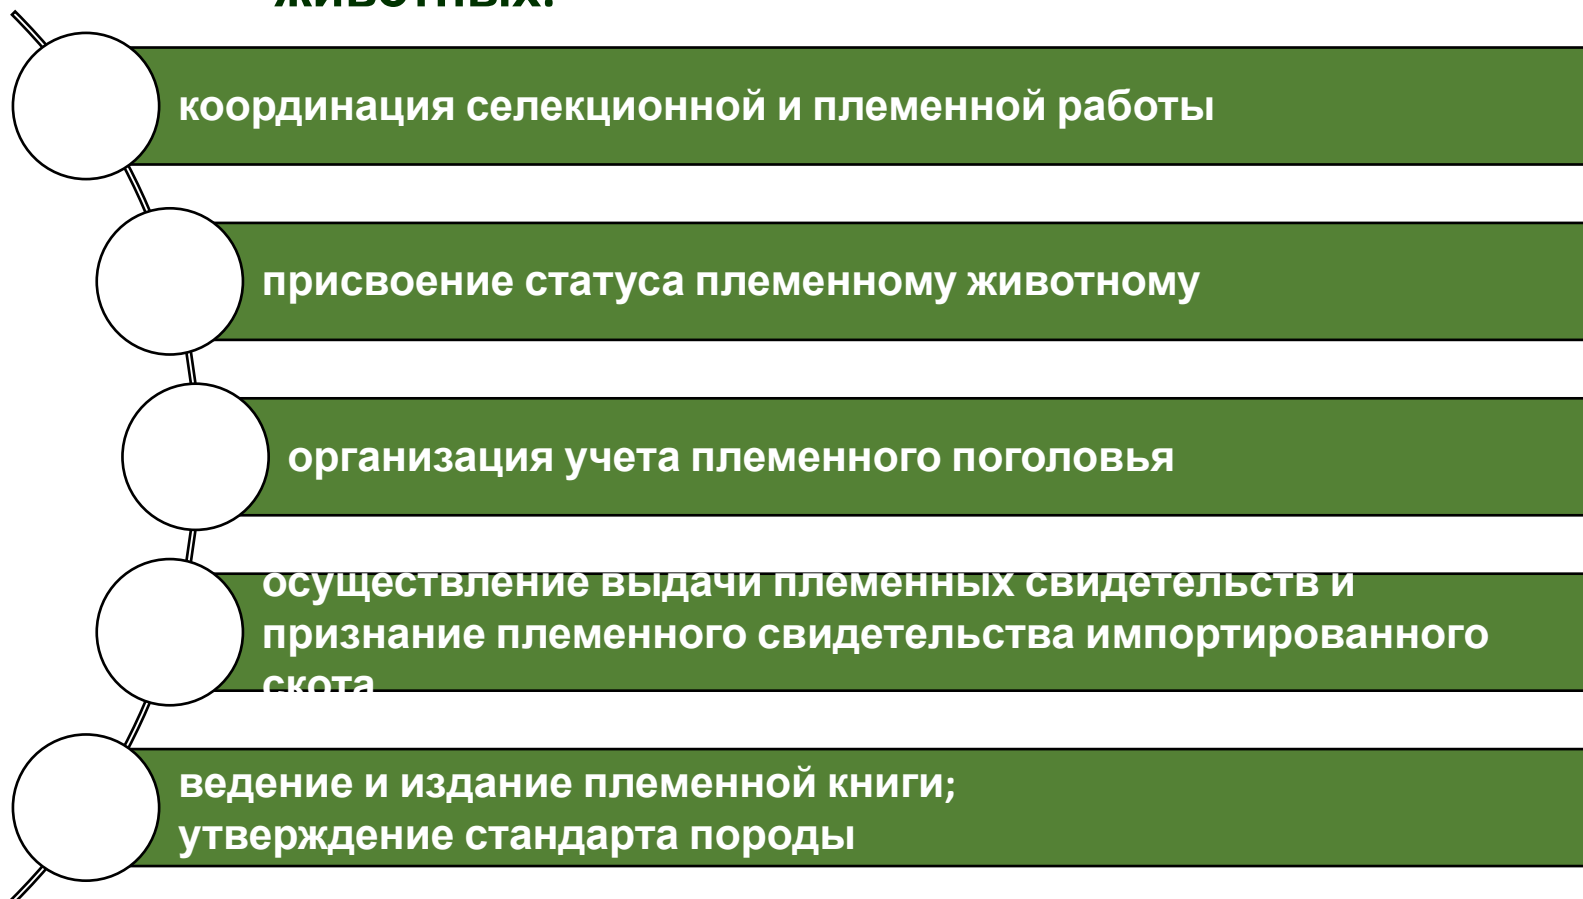 животных:
координация селекционной и племенной работы
присвоение статуса племенному животному
организация учета племенного поголовья
осуществление выдачи племенных свидетельств и
признание племенного свидетельства импортированного
скота
ведение и издание племенной книги;
утверждение стандарта породы